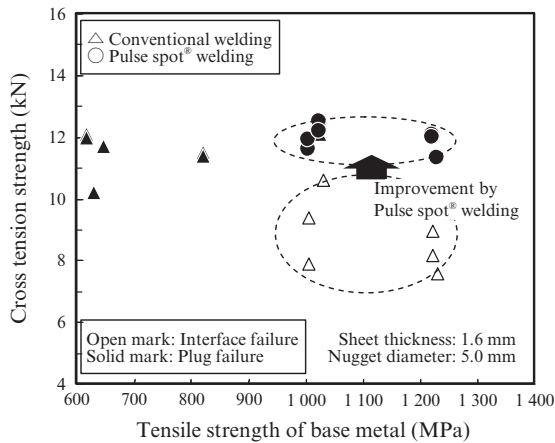 16
14
12
10
8
6
4
Cross tension strength (kN)
△ Conventional welding
○ Pulse spot® welding
Improvement by
Pulse spot® welding
Open mark: Interface failure
Solid mark: Plug failure
Sheet thickness: 1.6 mm
Nugget diameter: 5.0 mm
600 700 800 900 1 000 1 100 1 200 1 300 1 400
Tensile strength of base metal (MPa)